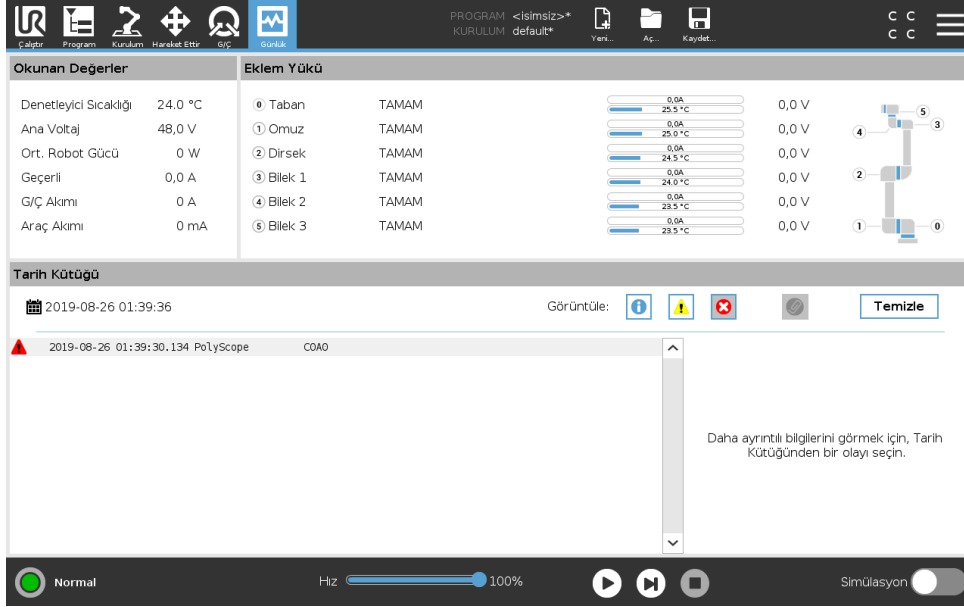 PROGRAM <isimsiz>*
KURULUM default*
C C
C C
Çalıştır Program Kurulum Hareket Ettir G/Ç Günlük Yeni... Aç... Kaydet...
Okunan Değerler
Denetleyici Sıcaklığı 24.0 °C
Ana Voltaj 48,0 V
Ort. Robot Gücü 0 W
Geçerli 0,0 A
G/Ç Akımı 0 A
Araç Akımı 0 mA
Eklem Yükü
0 Taban TAMAM 0,0A 25.5 °C 0,0 V
1 Omuz TAMAM 0,0A 25.0 °C 0,0 V
2 Dirsek TAMAM 0,0A 24.5 °C 0,0 V
3 Bilek 1 TAMAM 0,0A 24.0 °C 0,0 V
4 Bilek 2 TAMAM 0,0A 23.5 °C 0,0 V
5 Bilek 3 TAMAM 0,0A 23.5 °C 0,0 V
5
3
4
2
1 0
Tarih Kütüğü
2019-08-26 01:39:36 Görüntüle: Temizle
2019-08-26 01:39:30.134 PolyScope C0A0
Daha ayrıntılı bilgilerini görmek için, Tarih
Kütüğünden bir olayı seçin.
Normal Hız 100% Simülasyon